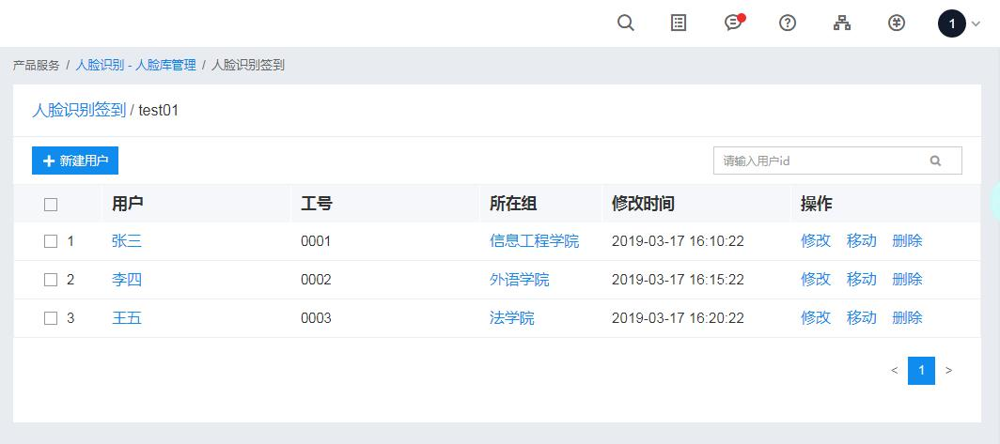 1
产品服务 / 人脸识别 - 人脸库管理 / 人脸识别签到
人脸识别签到 / test01
新建用户 请输入用户id
用户 工号 所在组 修改时间 操作
1 张三 0001 信息工程学院 2019-03-17 16:10:22 修改 移动 删除
2 李四 0002 外语学院 2019-03-17 16:15:22 修改 移动 删除
3 王五 0003 法学院 2019-03-17 16:20:22 修改 移动 删除
< 1 >